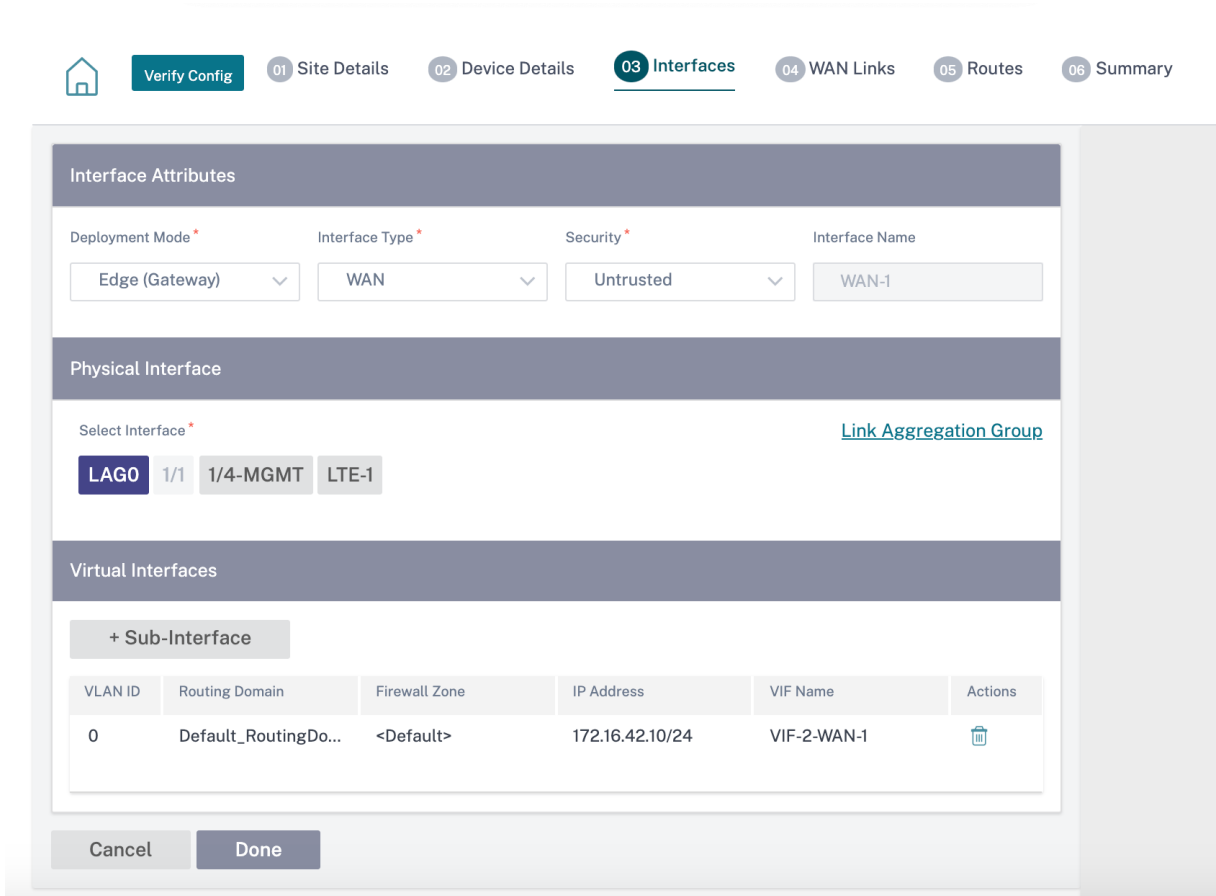 Verify Config 01 Site Details 02 Device Details 03 Interfaces 04 WAN Links 05 Routes 06 Summary
Interface Attributes
Deployment Mode* Interface Type* Security* Interface Name
Edge (Gateway) WAN Untrusted WAN-1
Physical Interface
Select Interface* Link Aggregation Group
LAG0 1/1 1/4-MGMT LTE-1
Virtual Interfaces
+ Sub-Interface
VLAN ID Routing Domain Firewall Zone IP Address VIF Name Actions
0 Default_RoutingDo... <Default> 172.16.42.10/24 VIF-2-WAN-1
Cancel Done